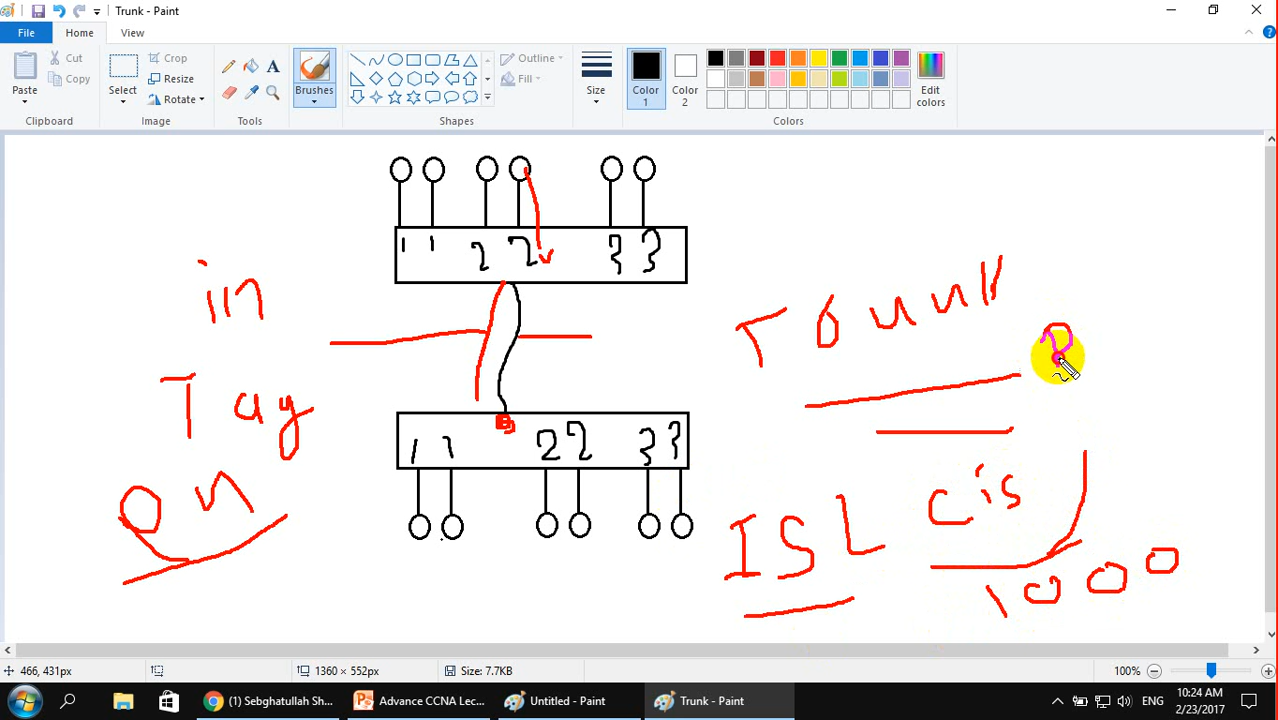 Trunk - Paint
File Home View
Paste Cut Copy
Clipboard
Select Crop Resize Rotate
Image
Brushes
Tools
Outline Fill
Shapes
Size
Color 1
Color 2
Edit colors
Colors
1 1 2 2 3 3
in
Tay
on
1 1 2 2 3 3
ISL
cis
1000
466, 431px
1360 × 552px
Size: 7.7KB
100%
(1) Sebghatullah Sh...
Advance CCNA Lec...
Untitled - Paint
Trunk - Paint
ENG
10:24 AM
2/23/2017